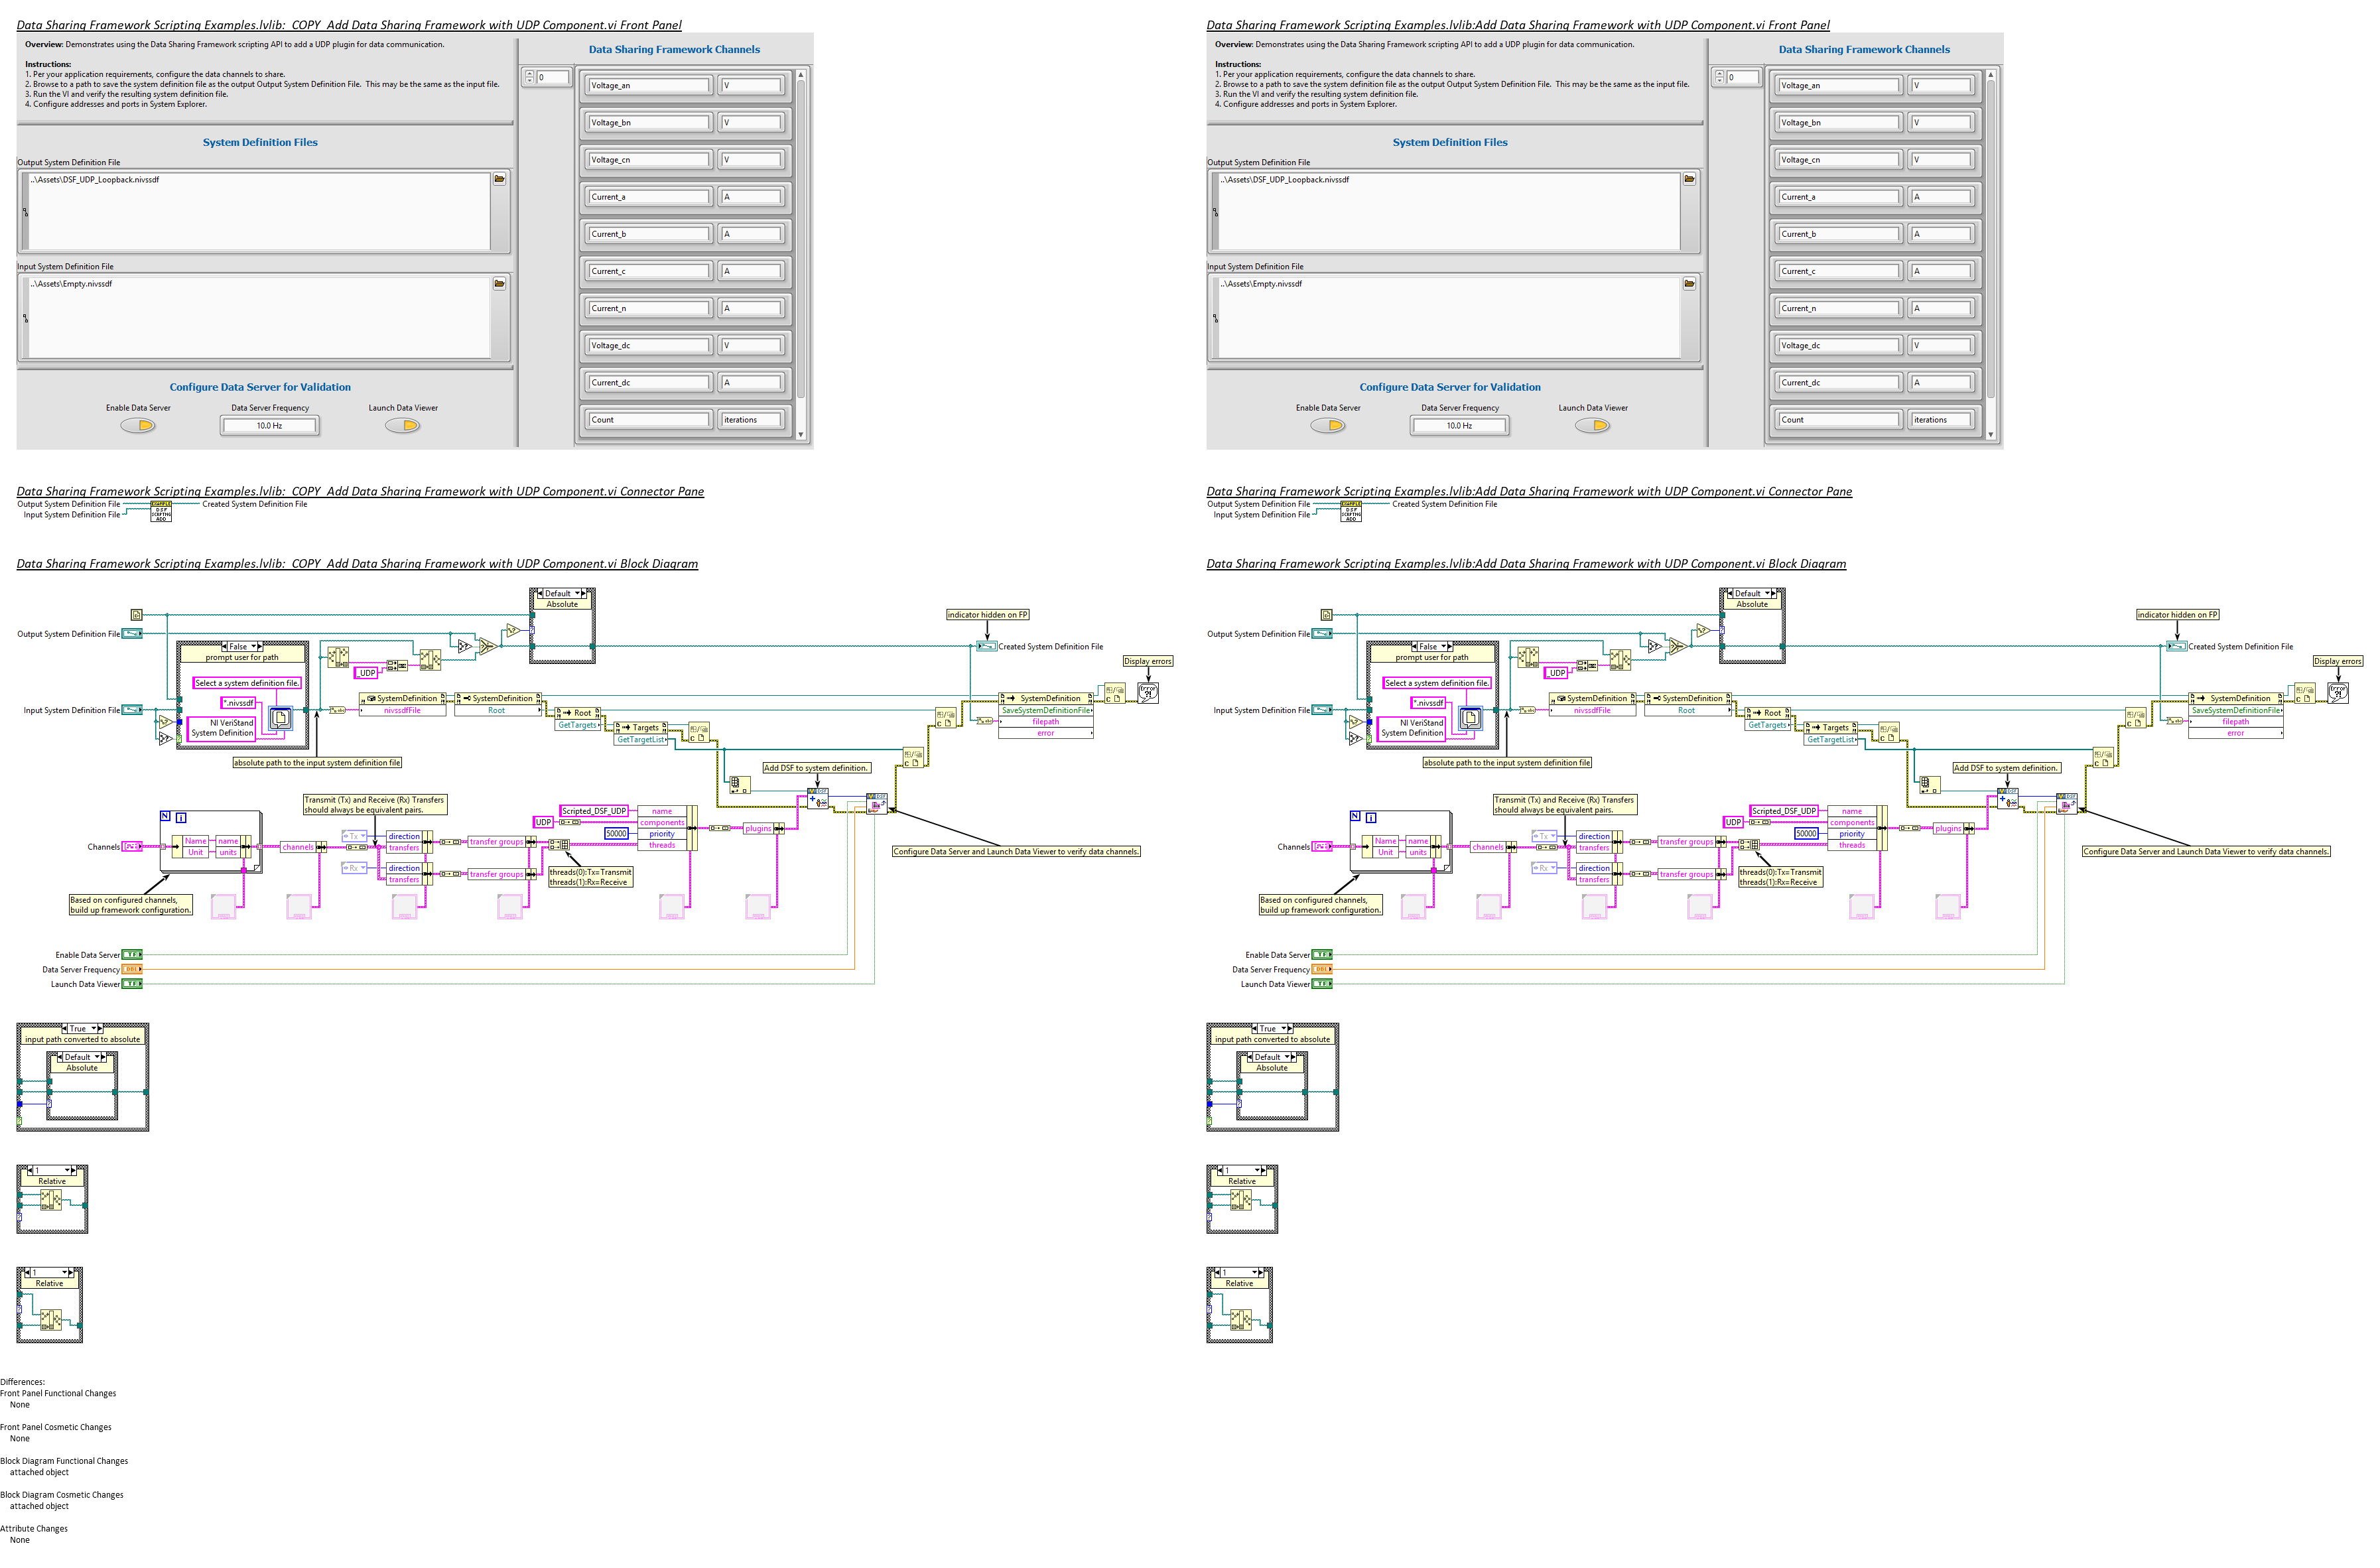 Data Sharing Framework Scripting Examples.lvlib:_COPY_Add Data Sharing Framework with UDP Component.vi Front Panel
Overview: Demonstrates using the Data Sharing Framework scripting API to add a UDP plugin for data communication.
Instructions:
1. Per your application requirements, configure the data channels to share.
2. Browse to a path to save the system definition file as the output Output System Definition File.  This may be the same as the input file.
3. Run the VI and verify the resulting system definition file.
4. Configure addresses and ports in System Explorer.
System Definition Files
Output System Definition File
..\Assets\DSF_UDP_Loopback.nivssdf
Input System Definition File
..\Assets\Empty.nivssdf
Configure Data Server for Validation
Enable Data Server
Data Server Frequency
Launch Data Viewer
10.0 Hz
Data Sharing Framework Channels
0
Voltage_an V
Voltage_bn V
Voltage_cn V
Current_a A
Current_b A
Current_c A
Current_n A
Voltage_dc V
Current_dc A
Count iterations
Data Sharing Framework Scripting Examples.lvlib:Add Data Sharing Framework with UDP Component.vi Front Panel
Overview: Demonstrates using the Data Sharing Framework scripting API to add a UDP plugin for data communication.
Instructions:
1. Per your application requirements, configure the data channels to share.
2. Browse to a path to save the system definition file as the output Output System Definition File.  This may be the same as the input file.
3. Run the VI and verify the resulting system definition file.
4. Configure addresses and ports in System Explorer.
System Definition Files
Output System Definition File
..\Assets\DSF_UDP_Loopback.nivssdf
Input System Definition File
..\Assets\Empty.nivssdf
Configure Data Server for Validation
Enable Data Server
Data Server Frequency
Launch Data Viewer
10.0 Hz
Data Sharing Framework Channels
0
Voltage_an V
Voltage_bn V
Voltage_cn V
Current_a A
Current_b A
Current_c A
Current_n A
Voltage_dc V
Current_dc A
Count iterations
Data Sharing Framework Scripting Examples.lvlib:_COPY_Add Data Sharing Framework with UDP Component.vi Connector Pane
Output System Definition File
Input System Definition File
EXAMPLE
DSF
SCRIPTNG
ADD
Created System Definition File
Data Sharing Framework Scripting Examples.lvlib:Add Data Sharing Framework with UDP Component.vi Connector Pane
Output System Definition File
Input System Definition File
EXAMPLE
DSF
SCRIPTNG
ADD
Created System Definition File
Data Sharing Framework Scripting Examples.lvlib:_COPY_Add Data Sharing Framework with UDP Component.vi Block Diagram
Default
Absolute
indicator hidden on FP
Output System Definition File
Created System Definition File
False
prompt user for path
Select a system definition file.
*.nivssdf
NI VeriStand
System Definition
Input System Definition File
absolute path to the input system definition file
_UDP
SystemDefinition
nivssdfFile
SystemDefinition
Root
Root
GetTargets
Targets
GetTargetList
SystemDefinition
SaveSystemDefinitionFile
filepath
error
Display errors
Add DSF to system definition.
Transmit (Tx) and Receive (Rx) Transfers
should always be equivalent pairs.
Channels
N
i
Name name
Unit units
channels
Tx
direction
transfers
Rx
direction
transfers
transfer groups
transfer groups
Scripted_DSF_UDP
UDP
50000
name
components
priority
threads
plugins
threads(0):Tx=Transmit
threads(1):Rx=Receive
Configure Data Server and Launch Data Viewer to verify data channels.
Based on configured channels,
build up framework configuration.
Enable Data Server TF
Data Server Frequency DBL
Launch Data Viewer TF
True
input path converted to absolute
Default
Absolute
1
Relative
1
Relative
Data Sharing Framework Scripting Examples.lvlib:Add Data Sharing Framework with UDP Component.vi Block Diagram
Default
Absolute
indicator hidden on FP
Output System Definition File
Created System Definition File
False
prompt user for path
Select a system definition file.
*.nivssdf
NI VeriStand
System Definition
Input System Definition File
absolute path to the input system definition file
_UDP
SystemDefinition
nivssdfFile
SystemDefinition
Root
Root
GetTargets
Targets
GetTargetList
SystemDefinition
SaveSystemDefinitionFile
filepath
error
Display errors
Add DSF to system definition.
Transmit (Tx) and Receive (Rx) Transfers
should always be equivalent pairs.
Channels
N
i
Name name
Unit units
channels
Tx
direction
transfers
Rx
direction
transfers
transfer groups
transfer groups
Scripted_DSF_UDP
UDP
50000
name
components
priority
threads
plugins
threads(0):Tx=Transmit
threads(1):Rx=Receive
Configure Data Server and Launch Data Viewer to verify data channels.
Based on configured channels,
build up framework configuration.
Enable Data Server TF
Data Server Frequency DBL
Launch Data Viewer TF
True
input path converted to absolute
Default
Absolute
1
Relative
1
Relative
Differences:
Front Panel Functional Changes
None
Front Panel Cosmetic Changes
None
Block Diagram Functional Changes
attached object
Block Diagram Cosmetic Changes
attached object
Attribute Changes
None